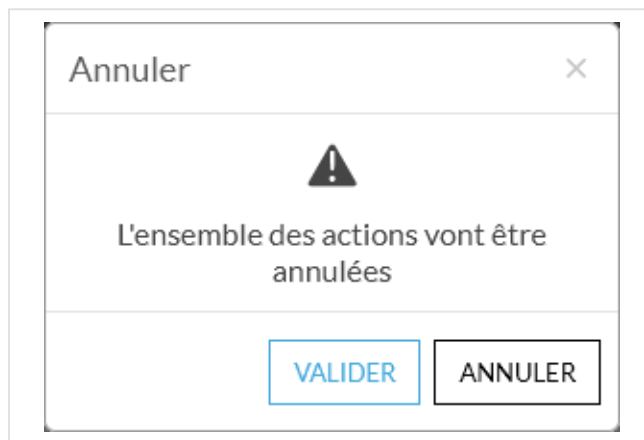 Annuler
L'ensemble des actions vont être
annulées
VALIDER
ANNULER